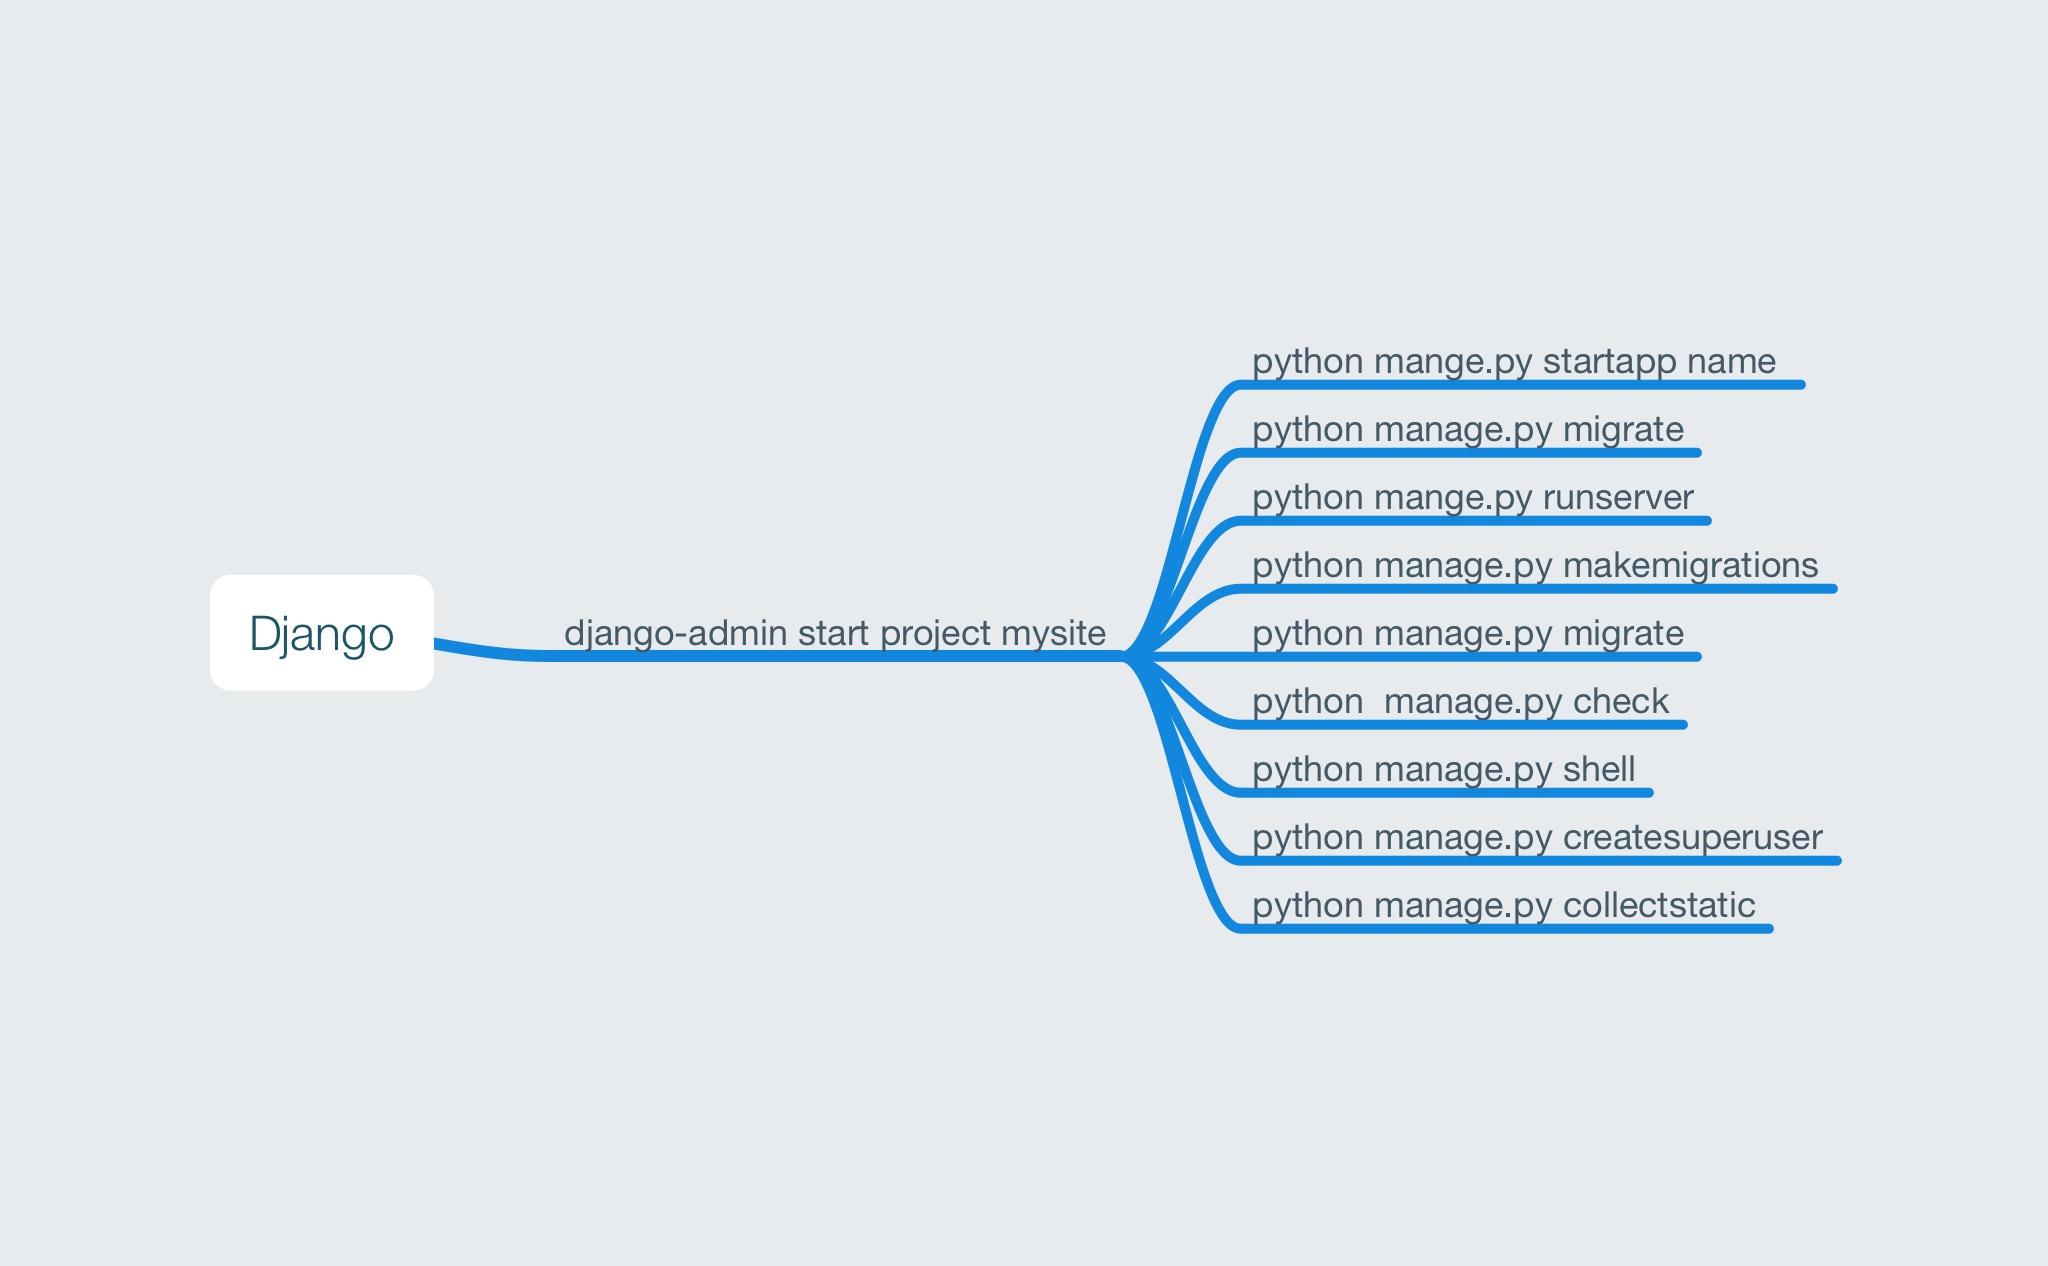 Django
django-admin start project mysite
python mange.py startapp name
python manage.py migrate
python mange.py runserver
python manage.py makemigrations
python manage.py migrate
python  manage.py check
python manage.py shell
python manage.py createsuperuser
python manage.py collectstatic